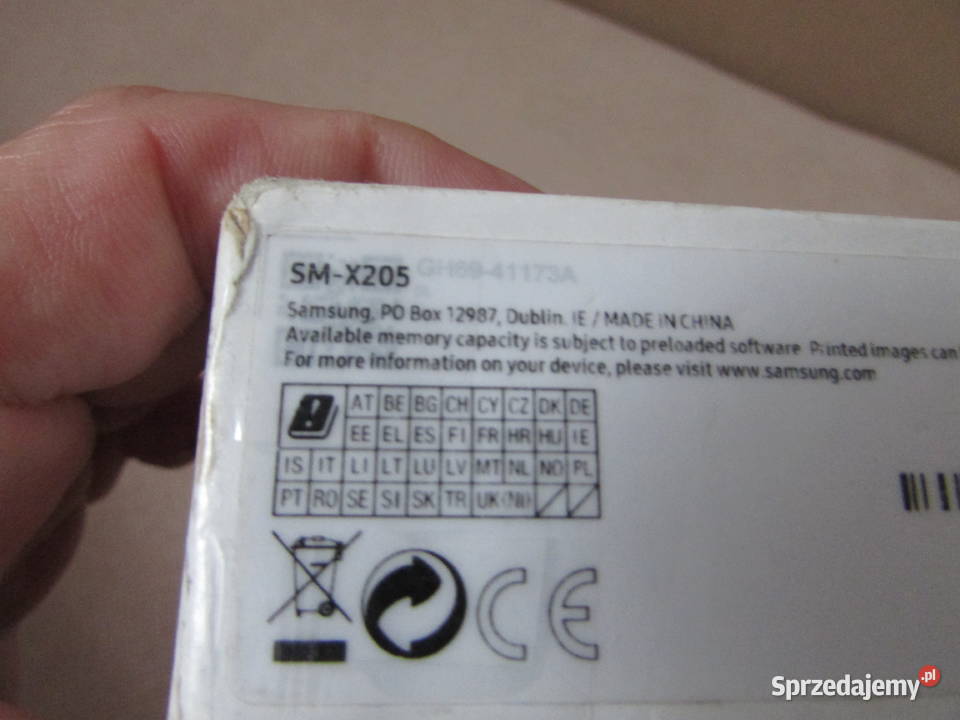 SM-X205
GH69-41173A
Samsung, PO Box 12987, Dublin. IE / MADE IN CHINA
Available memory capacity is subject to preloaded software Printed images can
For more information on your device, please visit www.samsung.com
AT BE BG CH CY CZ DK DE
EE EL ES FI FR HR HU IE
IS IT LI LT LU LV MT NL NO PL
PT RO SE SI SK TR UK(NI)
CE
Sprzedajemy.pl